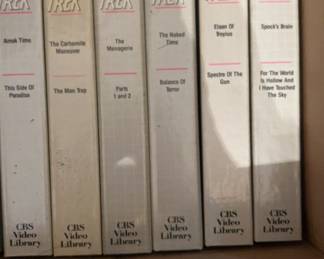 TREK
Amok Time
This Side Of
Paradise
CBS
Video
Library
TREK
The Corbomite
Maneuver
The Man Trap
CBS
Video
Library
TREK
The
Menagerie
Parts
1 and 2
CBS
Video
Library
TREK
The Naked
Time
Balance Of
Terror
CBS
Video
Library
Elaan Of
Troyius
Spectre Of The
Gun
CBS
Video
Library
Spock's Brain
For The World
Is Hollow And
I Have Touched
The Sky
CBS
Video
Library